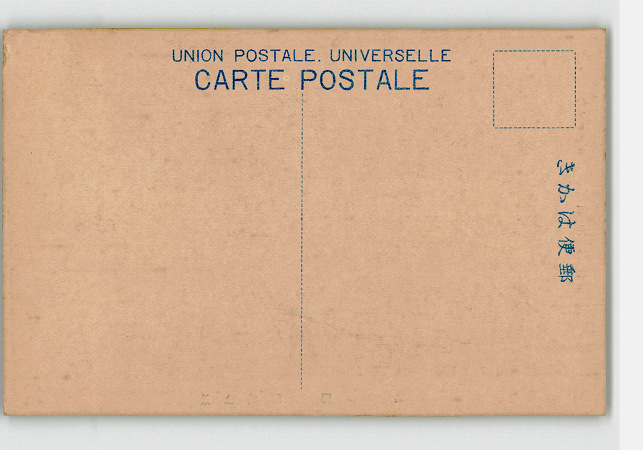 UNION POSTALE. UNIVERSELLE
CARTE POSTALE
郵便はかき